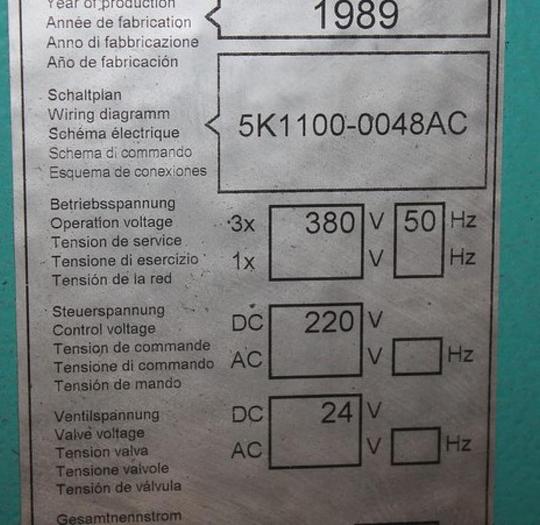 Year of production
Année de fabrication
1989
Anno di fabbricazione
Año de fabricación
Schaltplan
Wiring diagramm
Schéma électrique
5K1100-0048AC
Schema di commando
Esquema de conexiones
Betriebsspannung
Operation voltage 3x 380 V 50 Hz
Tension de service
Tensione di esercizio 1x V Hz
Tensión de la red
Steuerspannung
Control voltage DC 220 V
Tension de commande
Tensione di commando AC V Hz
Tensión de mando
Ventilspannung DC 24 V
Valve voltage
Tension valva AC V Hz
Tensione valvole
Tensión de válvula
Gesamtnennstrom